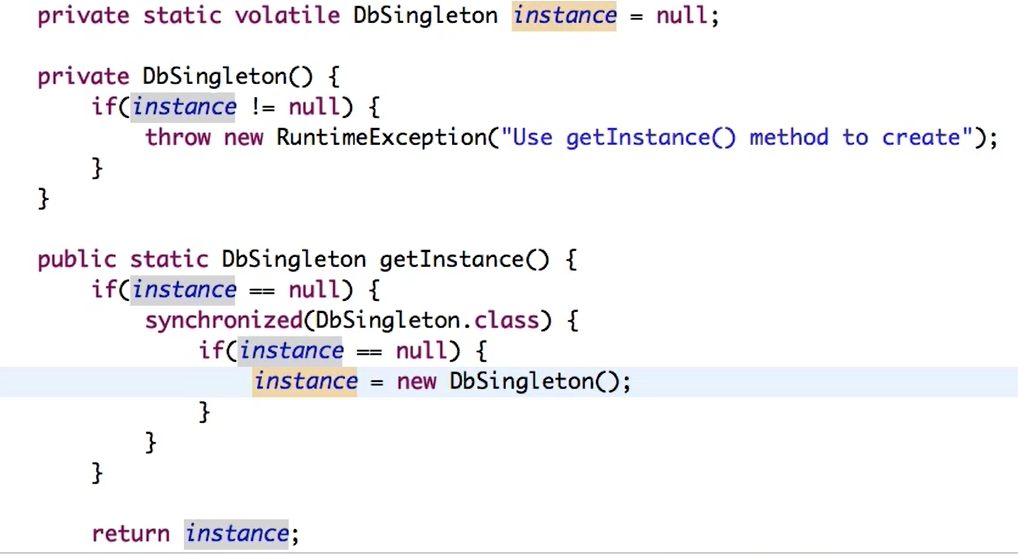 private static volatile DbSingleton instance = null;
private DbSingleton() {
if(instance != null) {
throw new RuntimeException("Use getInstance() method to create");
}
}
public static DbSingleton getInstance() {
if(instance == null) {
synchronized(DbSingleton.class) {
if(instance == null) {
instance = new DbSingleton();
}
}
}
return instance;